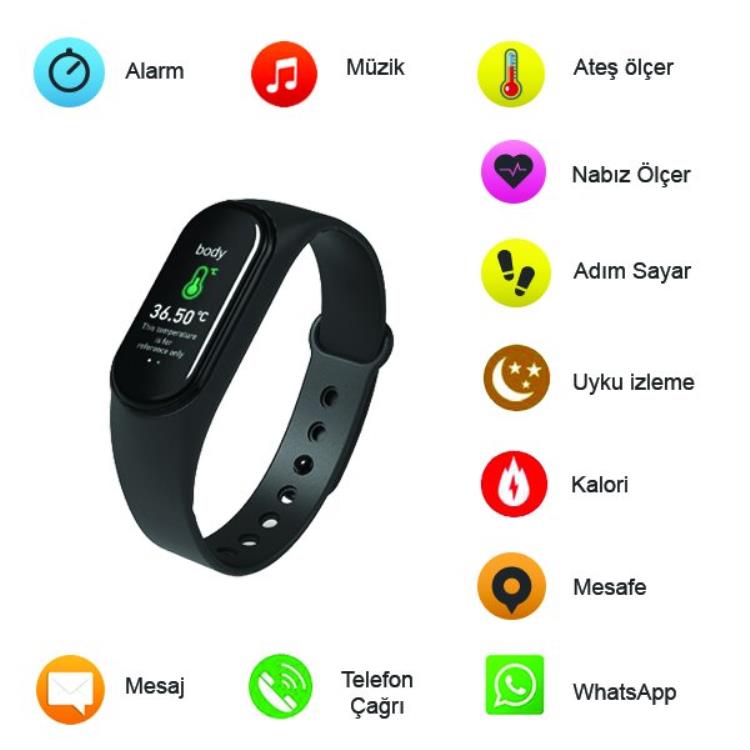 Alarm
Müzik
Ateş ölçer
Nabız Ölçer
body
°C
36.50 °C
This temperature
is for
reference only
Adım Sayar
Uyku izleme
Kalori
Mesafe
Mesaj
Telefon
Çağrı
WhatsApp